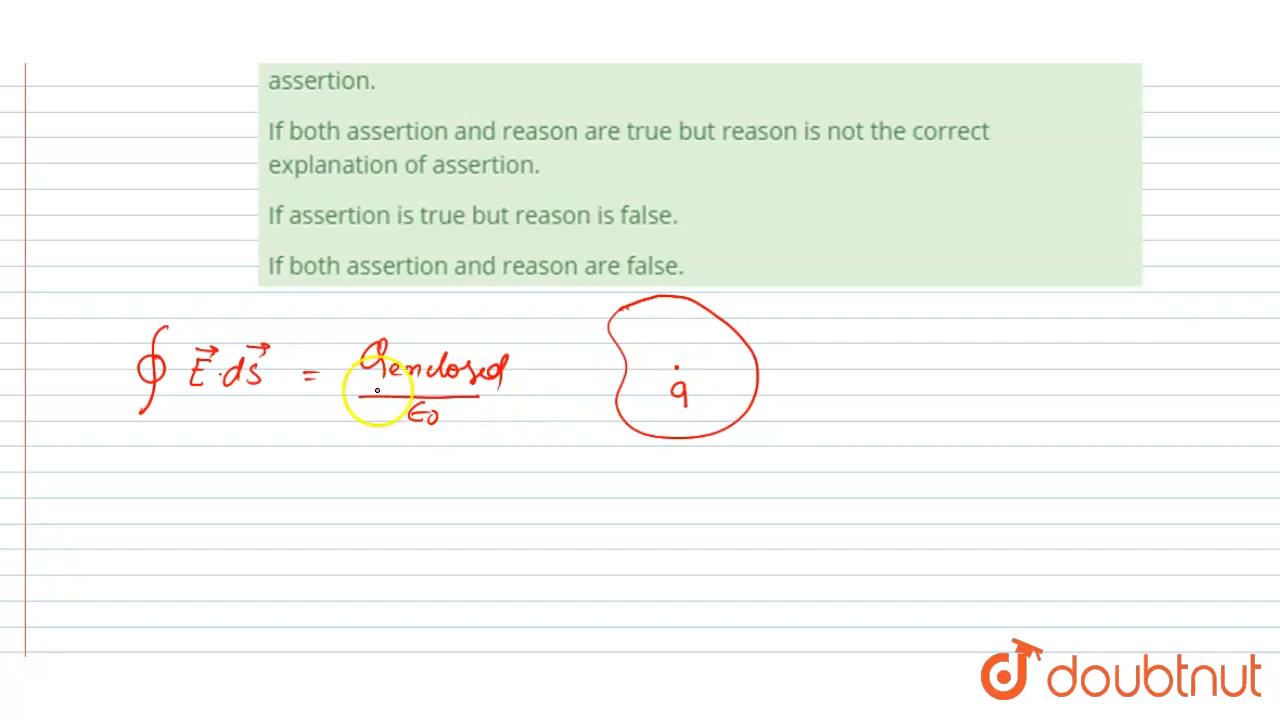 assertion.
If both assertion and reason are true but reason is not the correct
explanation of assertion.
If assertion is true but reason is false.
If both assertion and reason are false.
∮ E⃗·ds⃗ = qenclosed / ϵ0
q
doubtnut